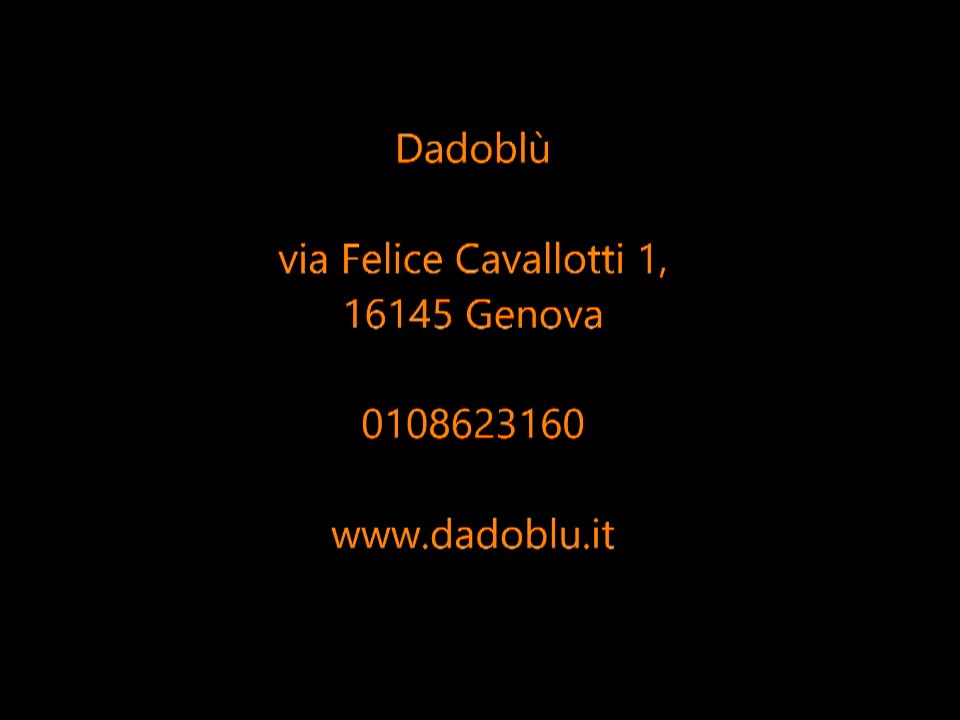 Dadoblù
via Felice Cavallotti 1,
16145 Genova
0108623160
www.dadoblu.it